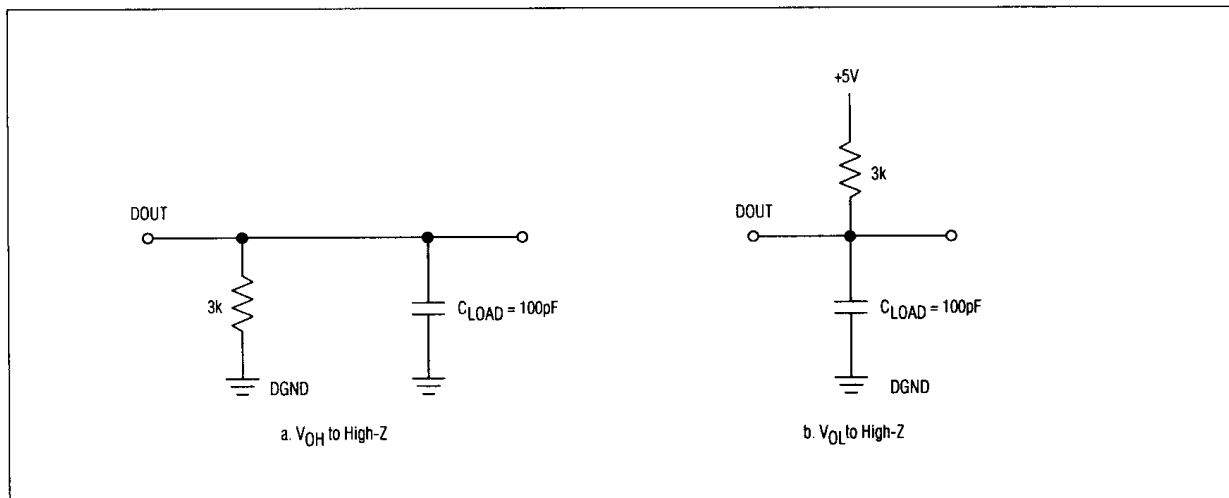 DOUT
3k
DGND
C_LOAD = 100pF
a. V_OH to High-Z
+5V
3k
DOUT
C_LOAD = 100pF
DGND
b. V_OL to High-Z